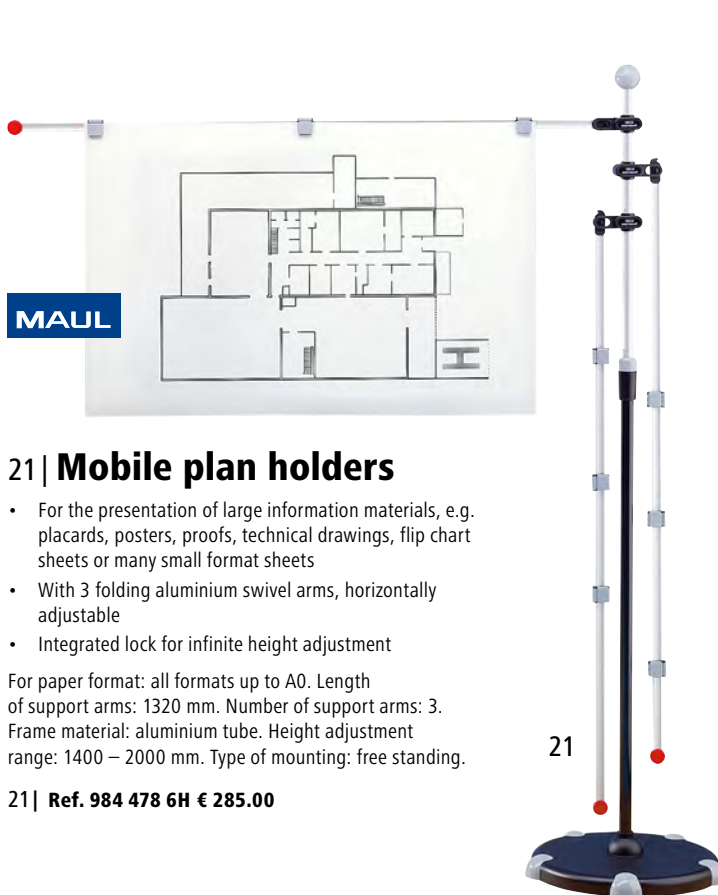 MAUL
21| Mobile plan holders
• For the presentation of large information materials, e.g.
placards, posters, proofs, technical drawings, flip chart
sheets or many small format sheets
• With 3 folding aluminium swivel arms, horizontally
adjustable
• Integrated lock for infinite height adjustment
For paper format: all formats up to A0. Length
of support arms: 1320 mm. Number of support arms: 3.
Frame material: aluminium tube. Height adjustment
range: 1400 – 2000 mm. Type of mounting: free standing.
21
21| Ref. 984 478 6H € 285.00